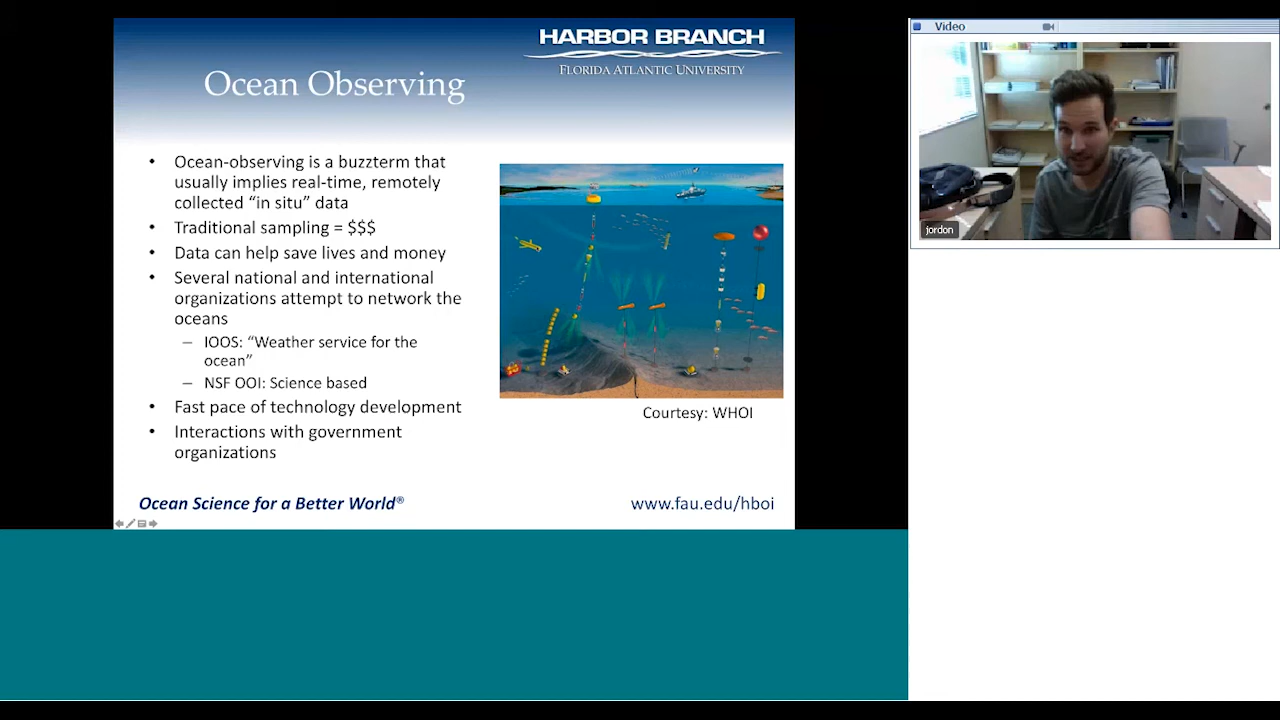 HARBOR BRANCH
FLORIDA ATLANTIC UNIVERSITY
Ocean Observing
• Ocean-observing is a buzzterm that
usually implies real-time, remotely
collected “in situ” data
• Traditional sampling = $$$
• Data can help save lives and money
• Several national and international
organizations attempt to network the
oceans
– IOOS: “Weather service for the
ocean”
– NSF OOI: Science based
• Fast pace of technology development
• Interactions with government
organizations
Courtesy: WHOI
Ocean Science for a Better World®
www.fau.edu/hboi
Video
jordon